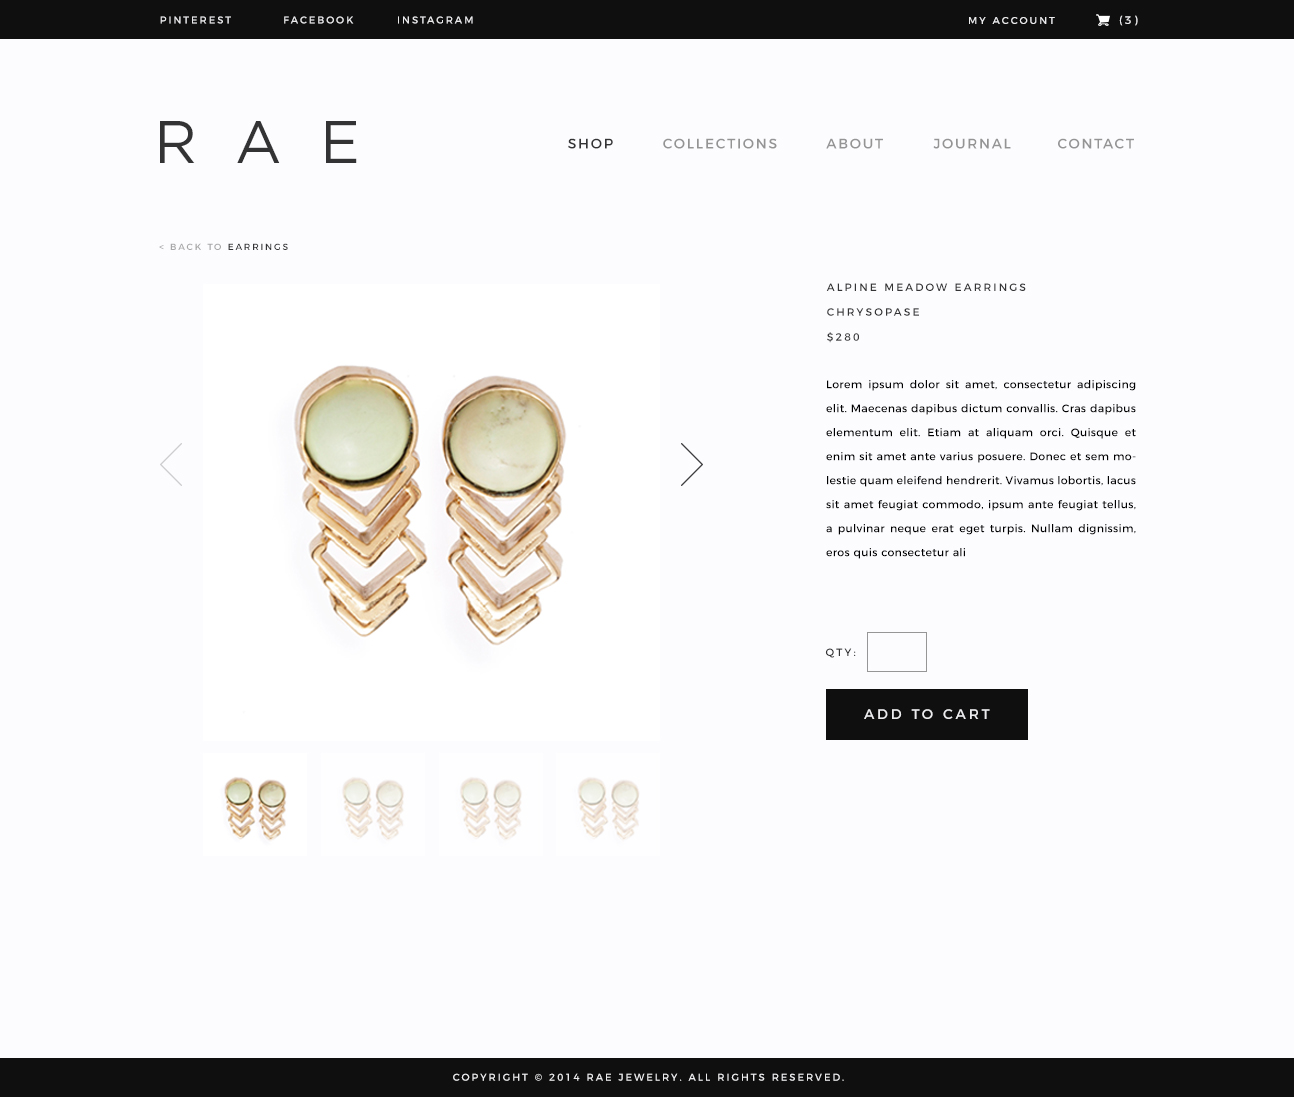 PINTEREST FACEBOOK INSTAGRAM MY ACCOUNT (3)
R A E
SHOP COLLECTIONS ABOUT JOURNAL CONTACT
< BACK TO EARRINGS
ALPINE MEADOW EARRINGS
CHRYSOPASE
$280
Lorem ipsum dolor sit amet, consectetur adipiscing
elit. Maecenas dapibus dictum convallis. Cras dapibus
elementum elit. Etiam at aliquam orci. Quisque et
enim sit amet ante varius posuere. Donec et sem mo-
lestie quam eleifend hendrerit. Vivamus lobortis, lacus
sit amet feugiat commodo, ipsum ante feugiat tellus,
a pulvinar neque erat eget turpis. Nullam dignissim,
eros quis consectetur ali
QTY:
ADD TO CART
COPYRIGHT © 2014 RAE JEWELRY. ALL RIGHTS RESERVED.